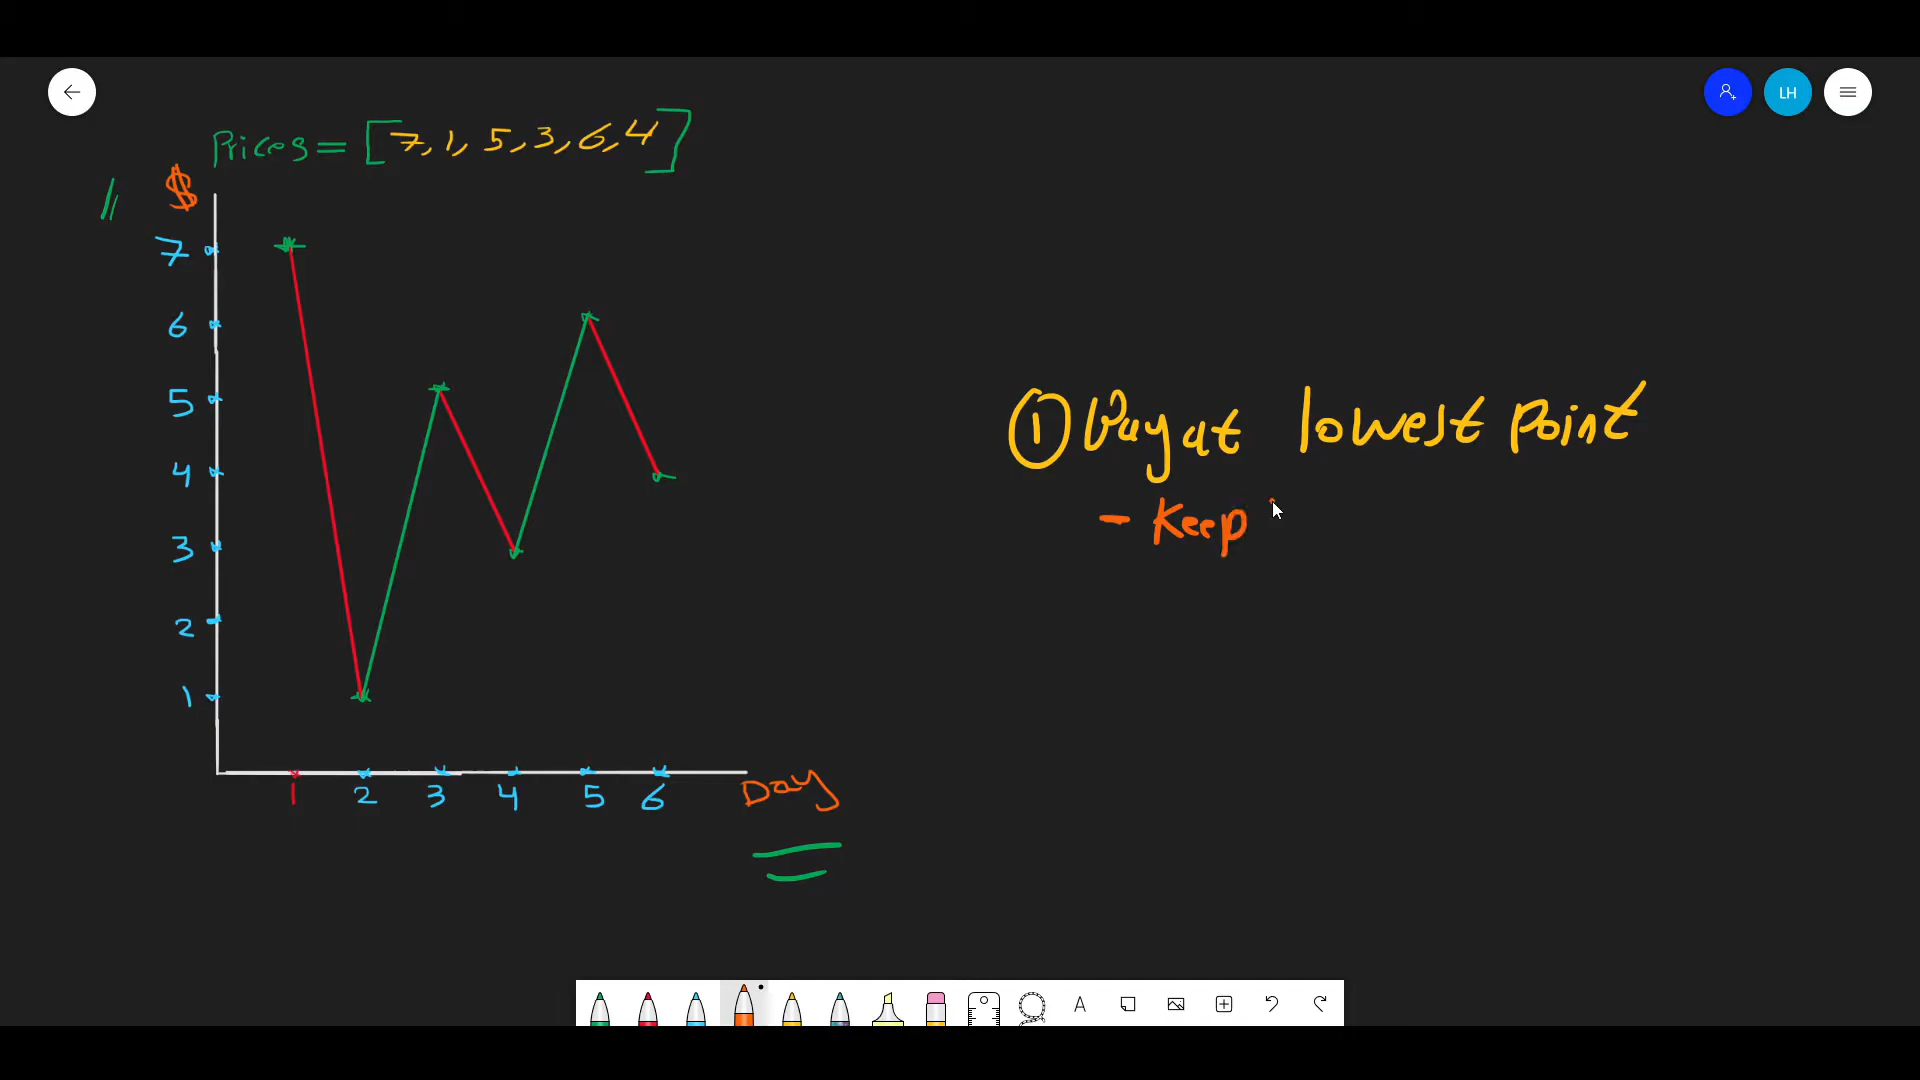 LH
Prices = [7, 1, 5, 3, 6, 4]
$
7
6
5
4
3
2
1
1 2 3 4 5 6 Day
① Buy at lowest point
- Keep
A